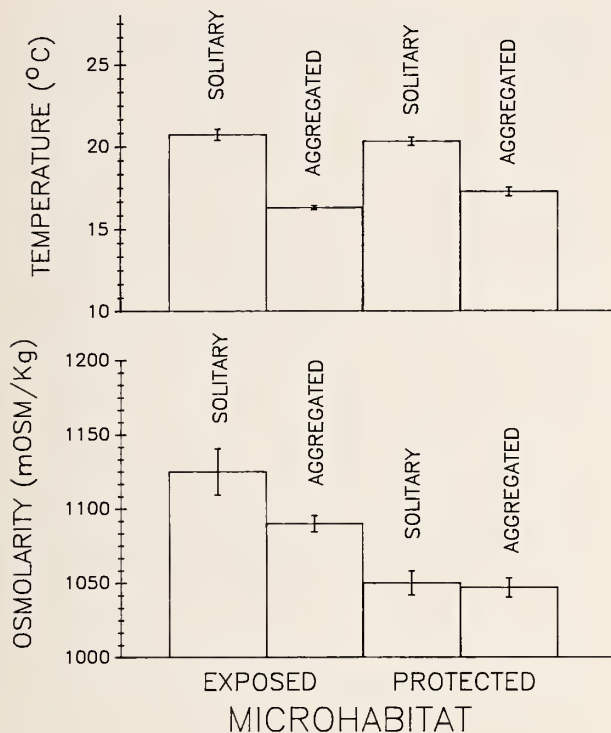 TEMPERATURE (°C)
25
20
15
10
SOLITARY
AGGREGATED
SOLITARY
AGGREGATED
OSMOLARITY (mOSM/Kg)
1200
1150
1100
1050
1000
SOLITARY
AGGREGATED
SOLITARY
AGGREGATED
EXPOSED PROTECTED
MICROHABITAT